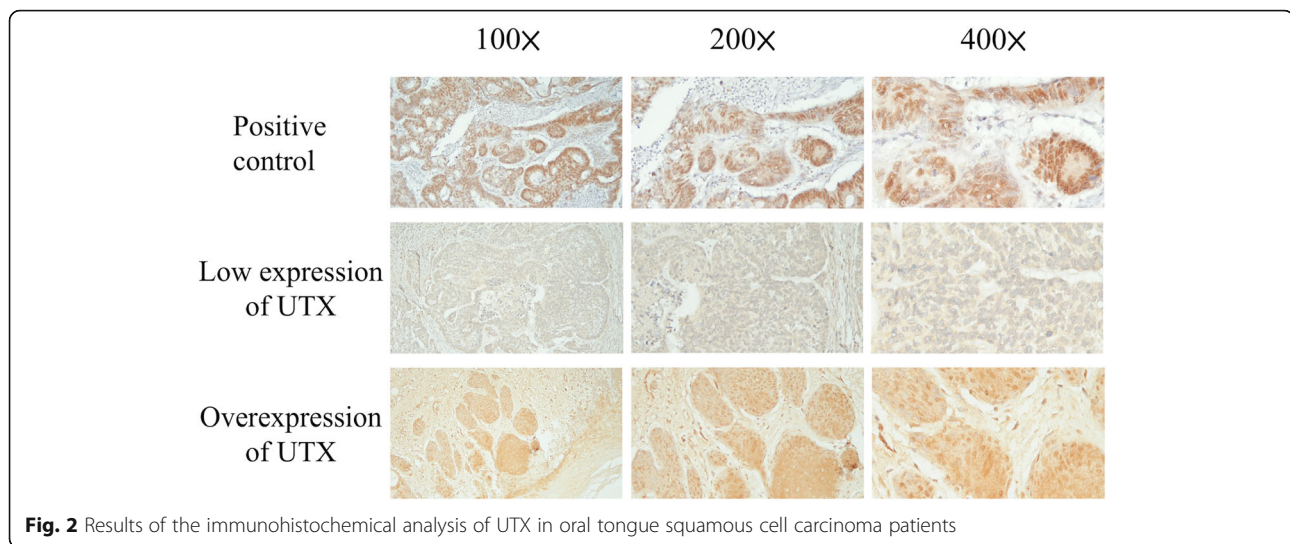 100× 200× 400×
Positive
control
Low expression
of UTX
Overexpression
of UTX
Fig. 2 Results of the immunohistochemical analysis of UTX in oral tongue squamous cell carcinoma patients